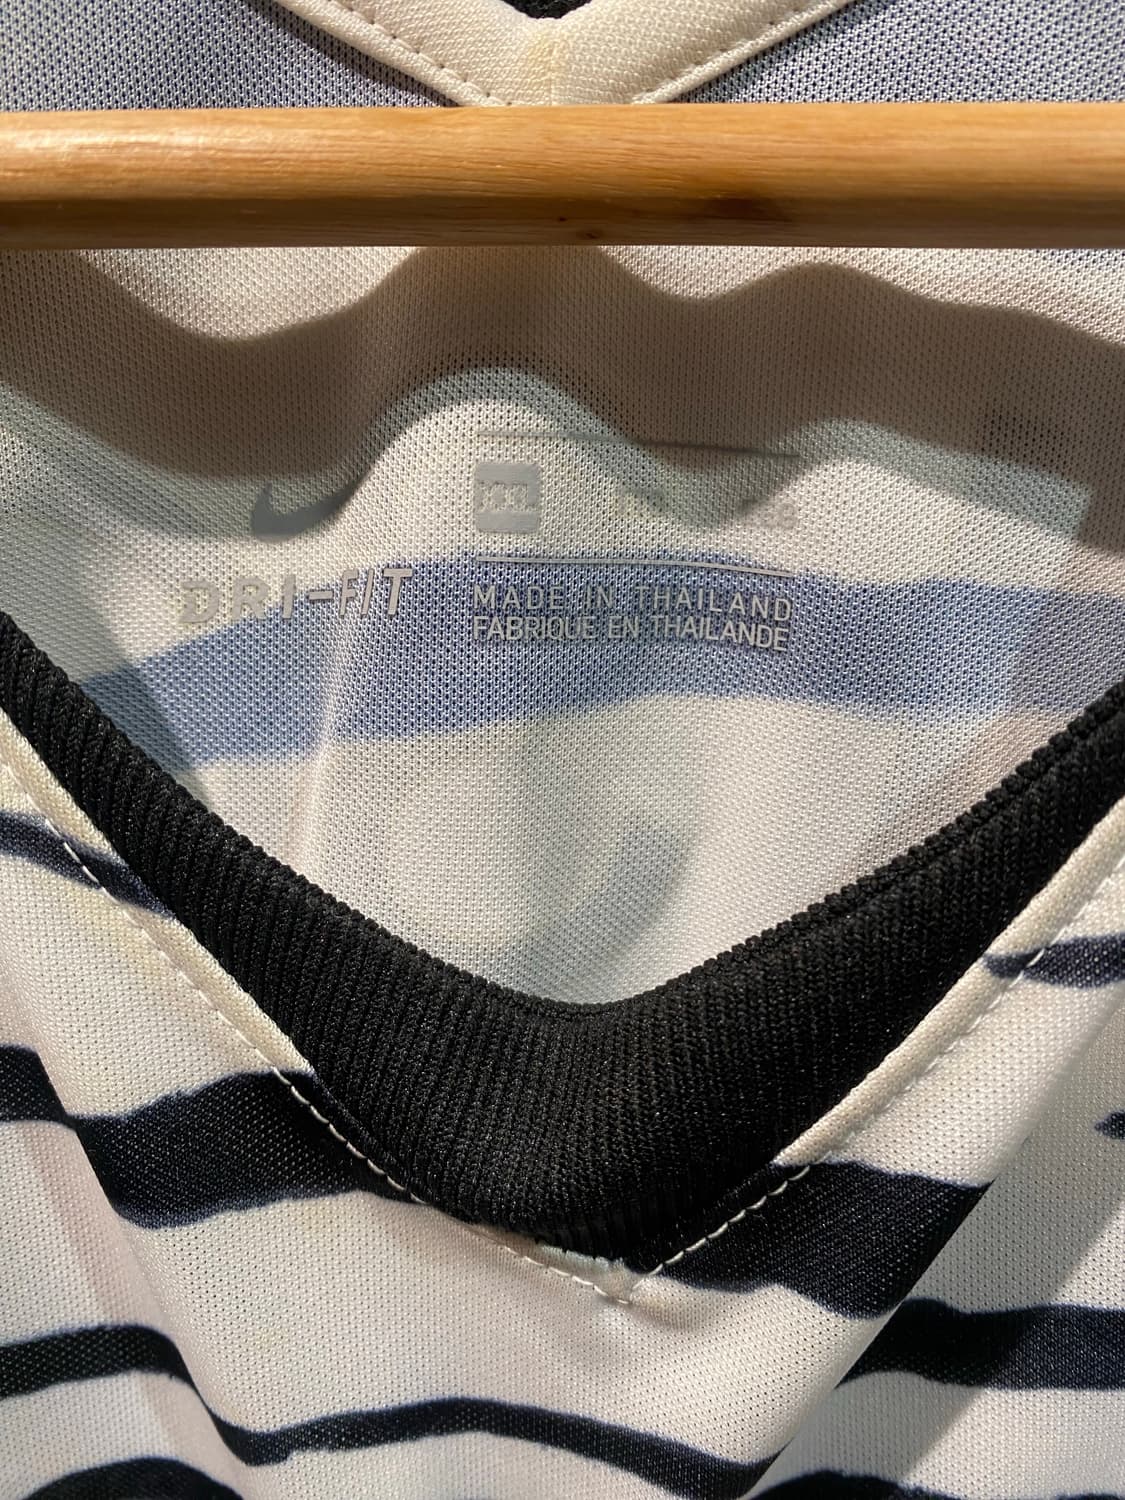 XXL
DRI-FIT
MADE IN THAILAND
FABRIQUE EN THAILANDE